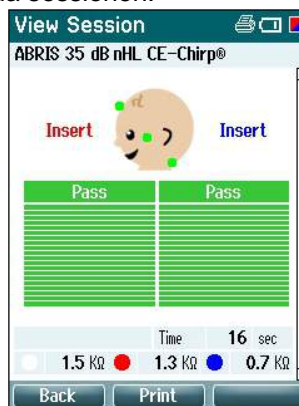 View Session
ABRIS 35 dB nHL CE-Chirp®
Insert Insert
Pass Pass
Time 16 sec
1.5 KΩ 1.3 KΩ 0.7 KΩ
Back Print